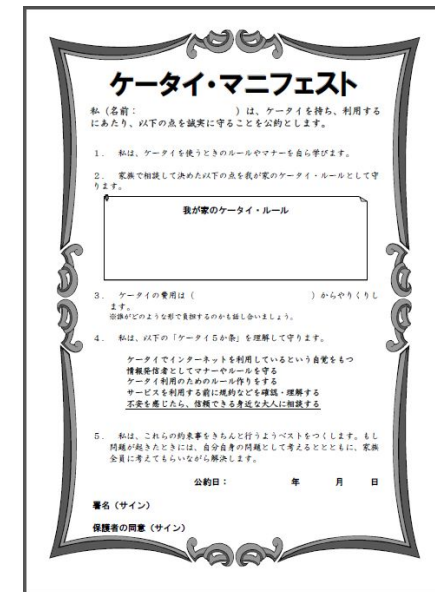 ケータイ・マニフェスト
私(名前:　　　　　　　　)は、ケータイを持ち、利用する
にあたり、以下の点を誠実に守ることを公約とします。
1.　私は、ケータイを使うときのルールやマナーを自ら学びます。
2.　家族で相談して決めた以下の点を我が家のケータイ・ルールとして守
ります。
我が家のケータイ・ルール
3.　ケータイの費用は(　　　　　　　　　　)からやりくりし
ます。
※誰がどのような形で負担するのかも話し合いましょう。
4.　私は、以下の「ケータイ5か条」を理解して守ります。
ケータイでインターネットを利用しているという自覚をもつ
情報発信者としてマナーやルールを守る
ケータイ利用のためのルール作りをする
サービスを利用する前に規約などを確認・理解する
不安を感じたら、信頼できる身近な大人に相談する
5.　私は、これらの約束事をきちんと行うようベストをつくします。もし
問題が起きたときには、自分自身の問題として考えるとともに、家族
全員に考えてもらいながら解決します。
公約日:　　　　年　　月　　日
署名(サイン)
保護者の同意(サイン)